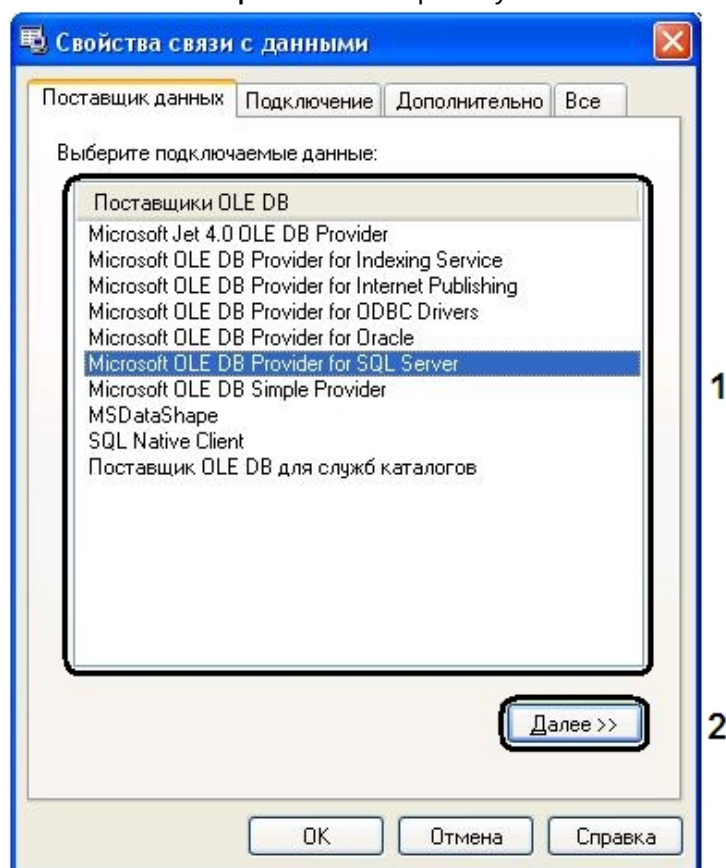 Свойства связи с данными
Поставщик данных Подключение Дополнительно Все
Выберите подключаемые данные:
Поставщики OLE DB
Microsoft Jet 4.0 OLE DB Provider
Microsoft OLE DB Provider for Indexing Service
Microsoft OLE DB Provider for Internet Publishing
Microsoft OLE DB Provider for ODBC Drivers
Microsoft OLE DB Provider for Oracle
Microsoft OLE DB Provider for SQL Server
Microsoft OLE DB Simple Provider
MSDataShape
SQL Native Client
Поставщик OLE DB для служб каталогов
1
Далее >>
2
OK Отмена Справка